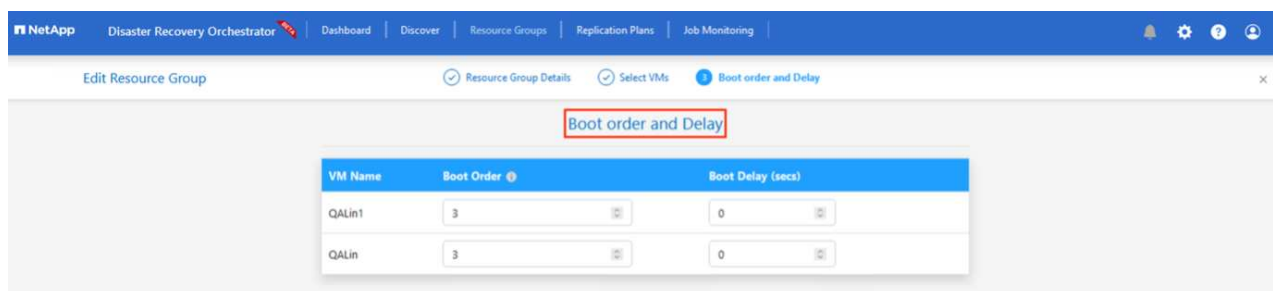 NetApp Disaster Recovery Orchestrator Dashboard Discover Resource Groups Replication Plans Job Monitoring
Edit Resource Group Resource Group Details Select VMs 3 Boot order and Delay
Boot order and Delay
VM Name Boot Order Boot Delay (secs)
QALin1 3 0
QALin 3 0